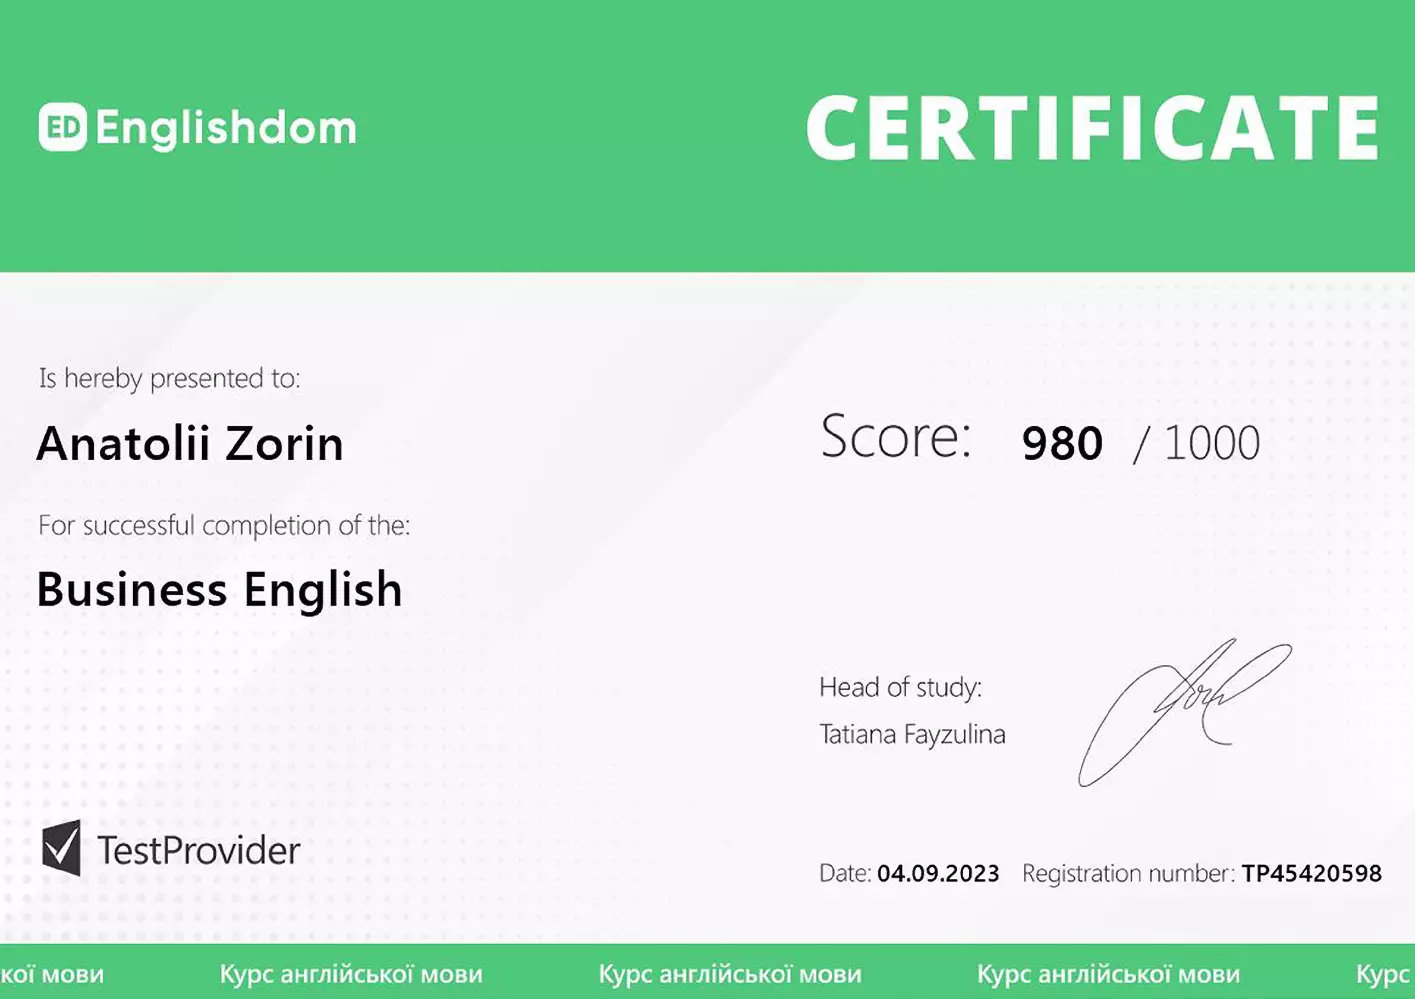 ED Englishdom
CERTIFICATE
Is hereby presented to:
Anatolii Zorin
Score: 980 / 1000
For successful completion of the:
Business English
Head of study:
Tatiana Fayzulina
TestProvider
Date: 04.09.2023 Registration number: TP45420598
кої мови Курс англійської мови Курс англійської мови Курс англійської мови Курс